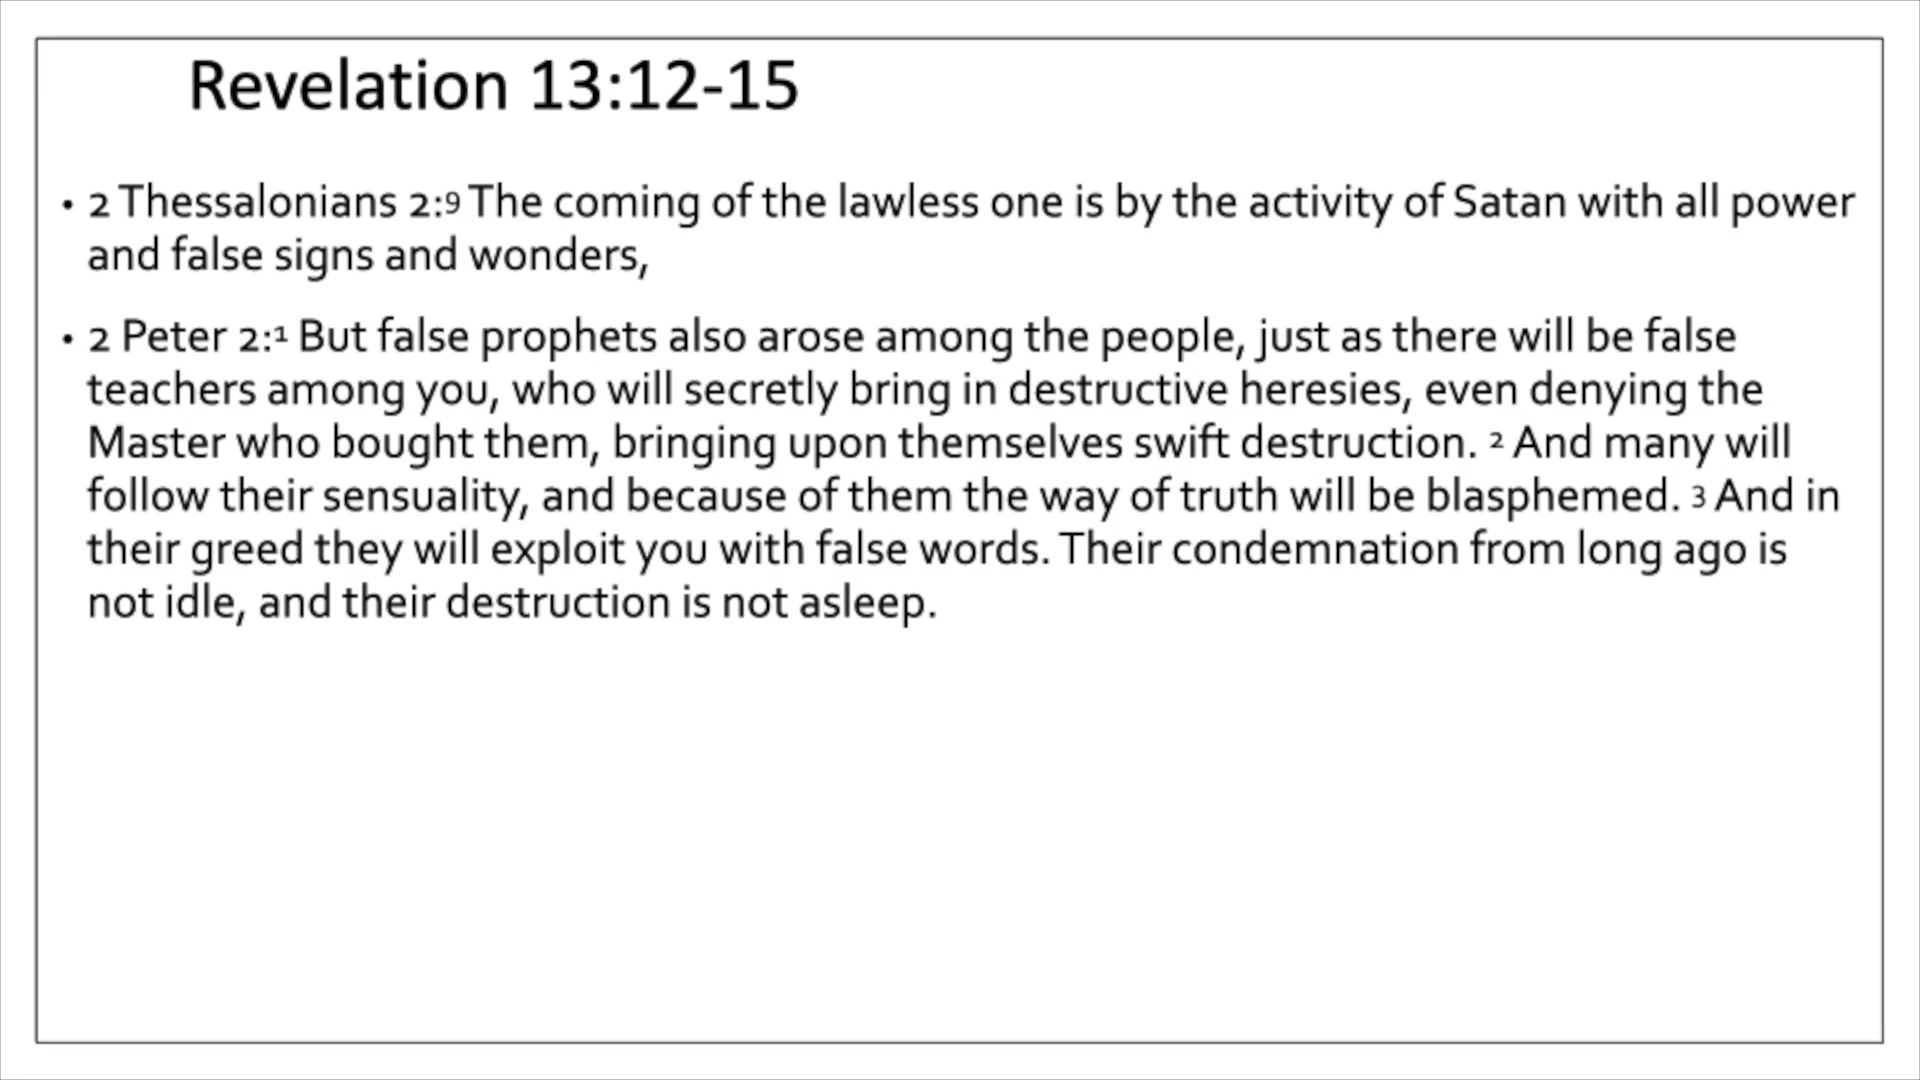 Revelation 13:12-15
• 2 Thessalonians 2:9 The coming of the lawless one is by the activity of Satan with all power
and false signs and wonders,
• 2 Peter 2:¹ But false prophets also arose among the people, just as there will be false
teachers among you, who will secretly bring in destructive heresies, even denying the
Master who bought them, bringing upon themselves swift destruction. ² And many will
follow their sensuality, and because of them the way of truth will be blasphemed. ³ And in
their greed they will exploit you with false words. Their condemnation from long ago is
not idle, and their destruction is not asleep.